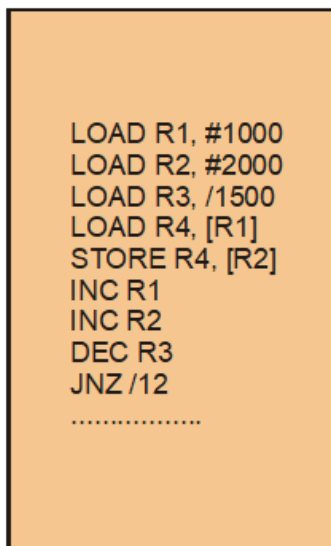 LOAD R1, #1000
LOAD R2, #2000
LOAD R3, /1500
LOAD R4, [R1]
STORE R4, [R2]
INC R1
INC R2
DEC R3
JNZ /12
..................